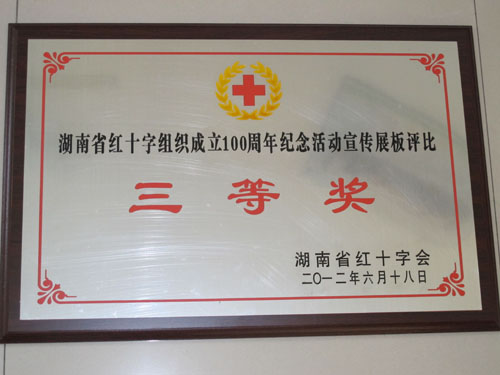 湖南省红十字组织成立100周年纪念活动宣传展板评比
三等奖
湖南省红十字会
二〇一二年六月十八日